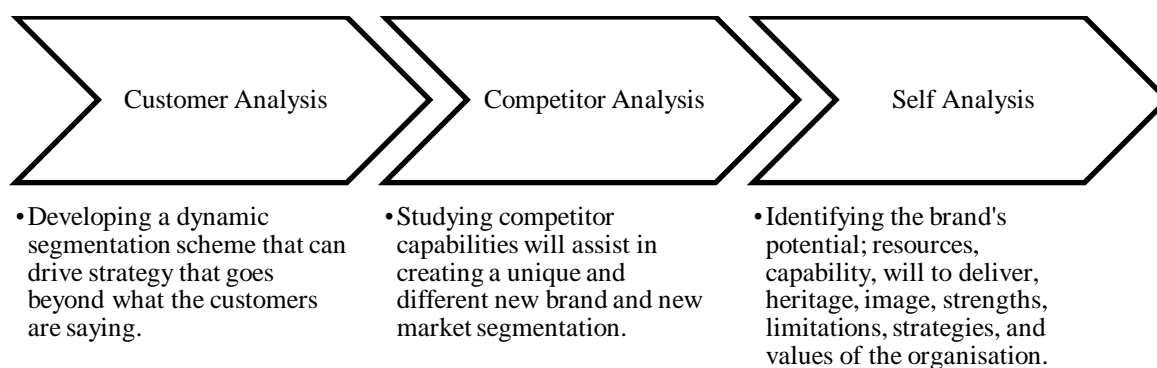 Customer Analysis
Competitor Analysis
Self Analysis
•Developing a dynamic
segmentation scheme that can
drive strategy that goes
beyond what the customers
are saying.
•Studying competitor
capabilities will assist in
creating a unique and
different new brand and new
market segmentation.
•Identifying the brand's
potential; resources,
capability, will to deliver,
heritage, image, strengths,
limitations, strategies, and
values of the organisation.